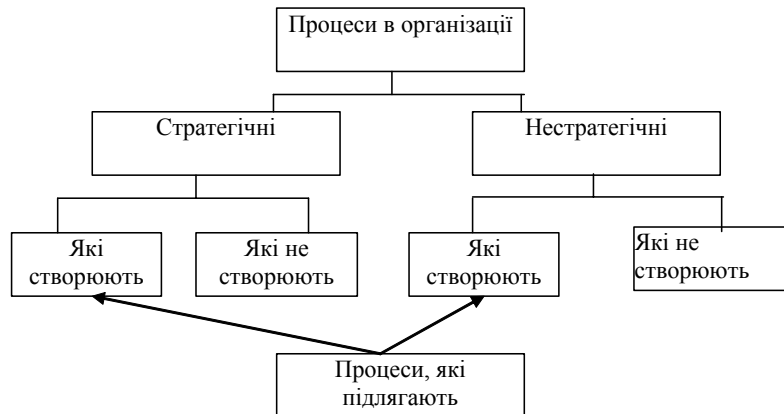 Процеси в організації
Стратегічні
Нестратегічні
Які
створюють
Які не
створюють
Які
створюють
Які не
створюють
Процеси, які
підлягають